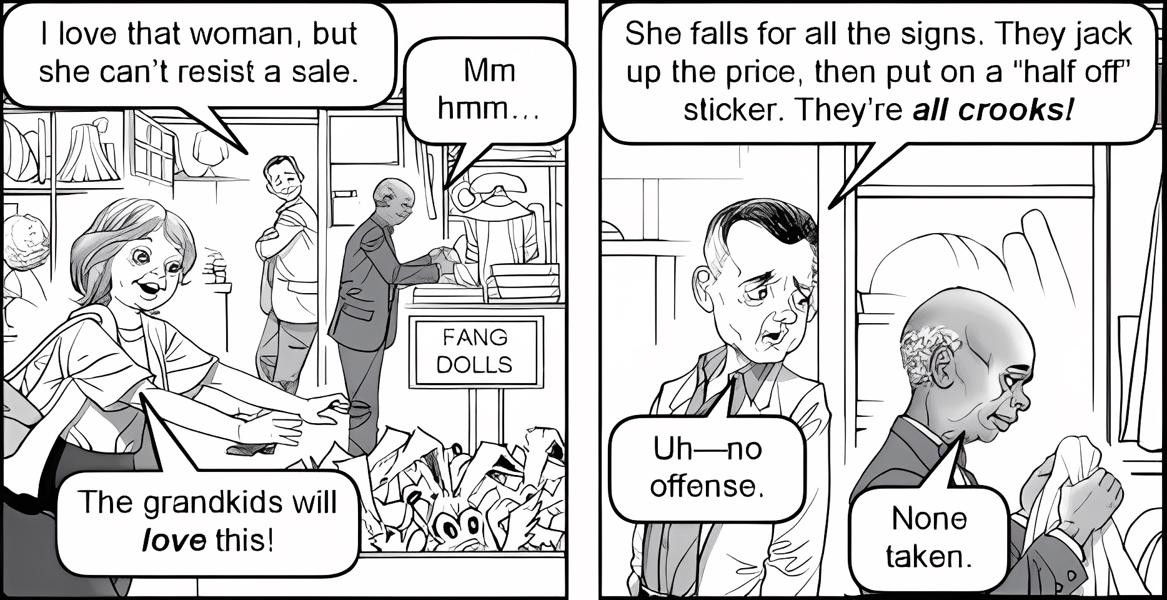 I love that woman, but
she can't resist a sale.
Mm
hmm...
FANG
DOLLS
The grandkids will
love this!
She falls for all the signs. They jack
up the price, then put on a "half off"
sticker. They're all crooks!
Uh—no
offense.
None
taken.